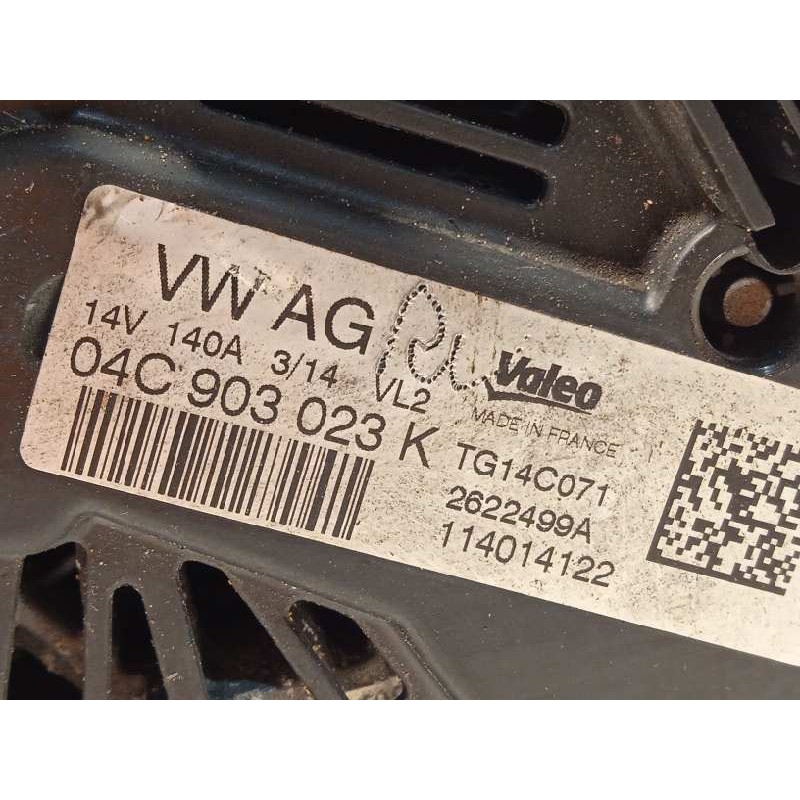 VW AG
14V 140A 3/14 VL2
04C 903 023 K
Valeo
MADE IN FRANCE
TG14C071
2622499A
114014122